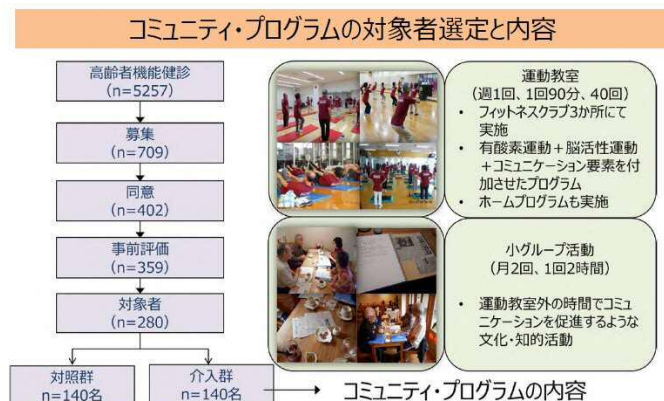 コミュニティ・プログラムの対象者選定と内容
高齢者機能健診
(n=5257)
募集
(n=709)
同意
(n=402)
事前評価
(n=359)
対象者
(n=280)
対照群
n=140名
介入群
n=140名
運動教室
(週1回、1回90分、40回)
• フィットネスクラブ3か所にて
実施
• 有酸素運動+脳活性運動
+コミュニケーション要素を付
加させたプログラム
• ホームプログラムも実施
小グループ活動
(月2回、1回2時間)
• 運動教室外の時間でコミュ
ニケーションを促進するような
文化・知的活動
コミュニティ・プログラムの内容